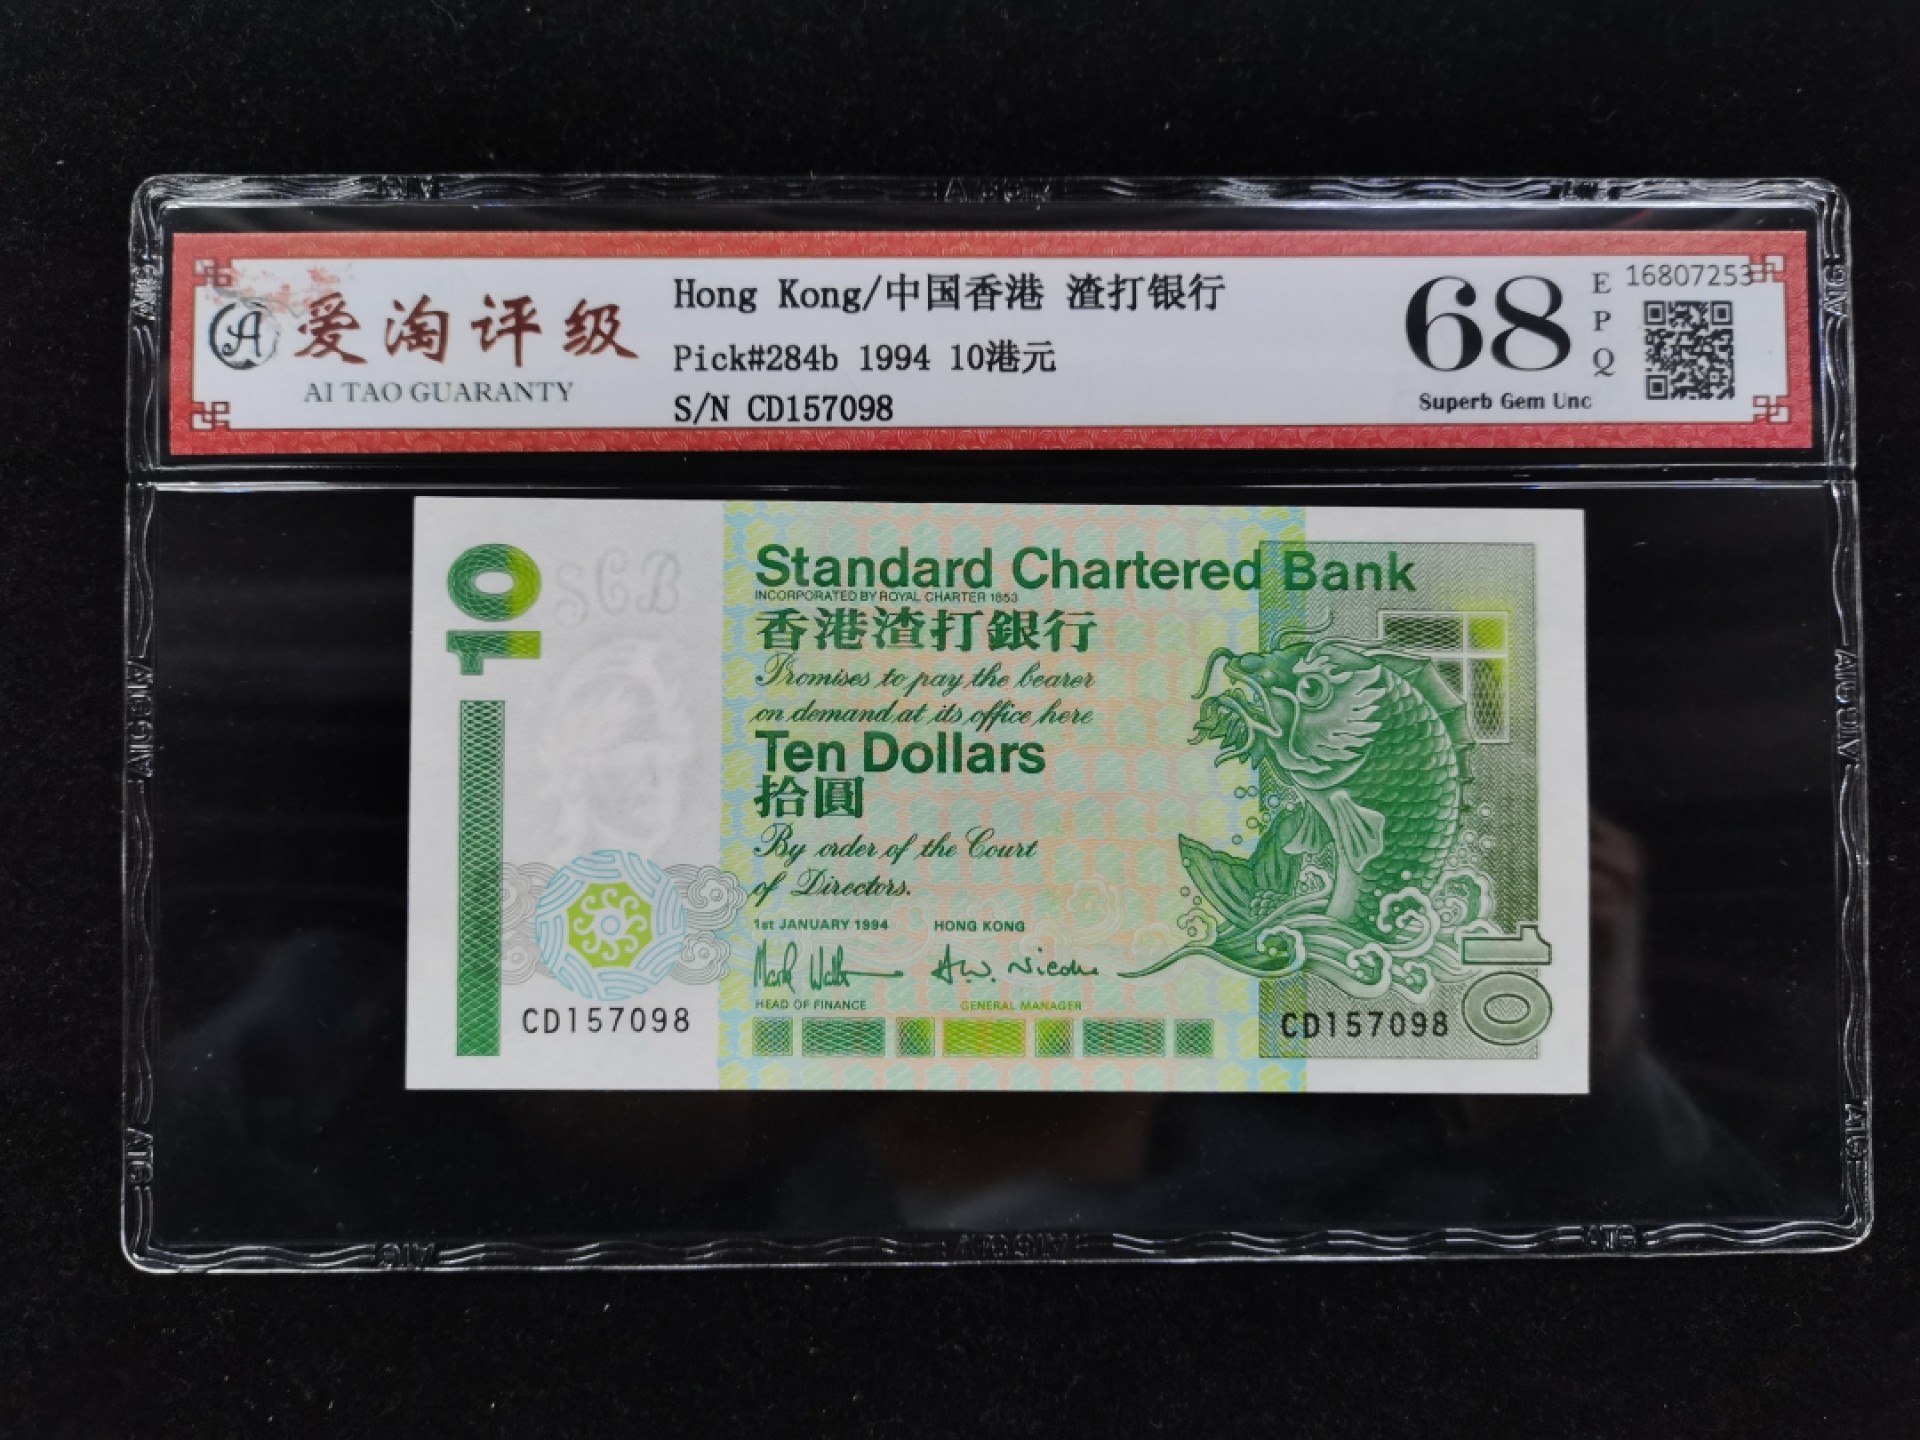 爱淘评级
AI TAO GUARANTY
Hong Kong/中国香港 渣打银行
Pick#284b 1994 10港元
S/N CD157098
68
EPQ
Superb Gem Unc
16807253
10
SCB
Standard Chartered Bank
INCORPORATED BY ROYAL CHARTER 1853
香港渣打銀行
Promises to pay the bearer
on demand at its office here
Ten Dollars
拾圓
By order of the Court
of Directors.
1st JANUARY 1994 HONG KONG
HEAD OF FINANCE GENERAL MANAGER
CD157098
CD157098
10